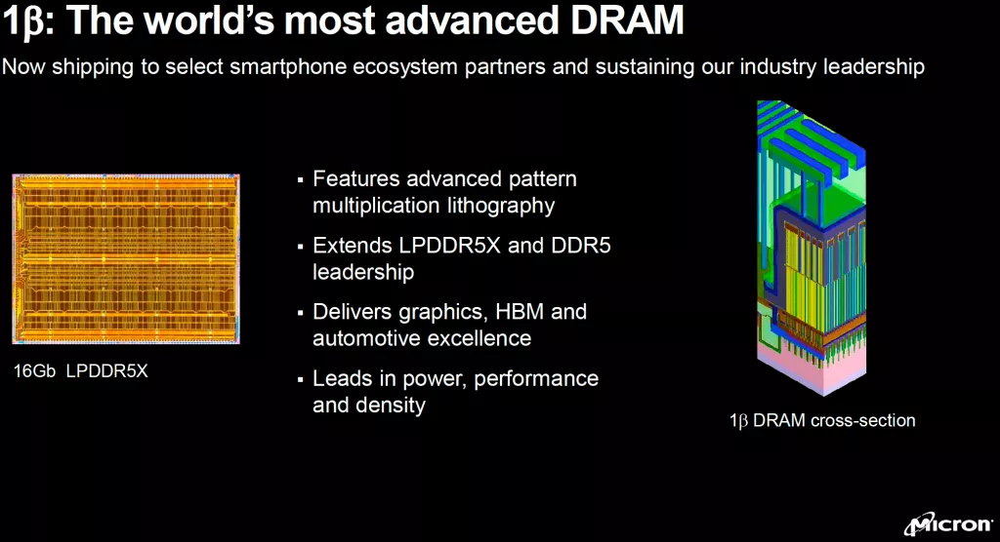 1β: The world's most advanced DRAM
Now shipping to select smartphone ecosystem partners and sustaining our industry leadership
▪ Features advanced pattern
multiplication lithography
▪ Extends LPDDR5X and DDR5
leadership
▪ Delivers graphics, HBM and
automotive excellence
▪ Leads in power, performance
and density
16Gb LPDDR5X
1β DRAM cross-section
Micron